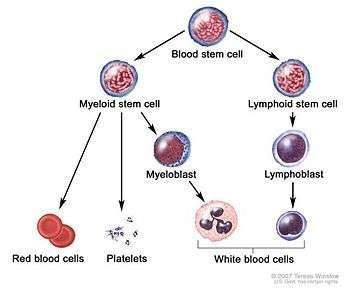 Blood stem cell
Myeloid stem cell
Lymphoid stem cell
Myeloblast
Lymphoblast
Red blood cells
Platelets
White blood cells
© 2007 Terese Winslow
U.S. Govt. has certain rights